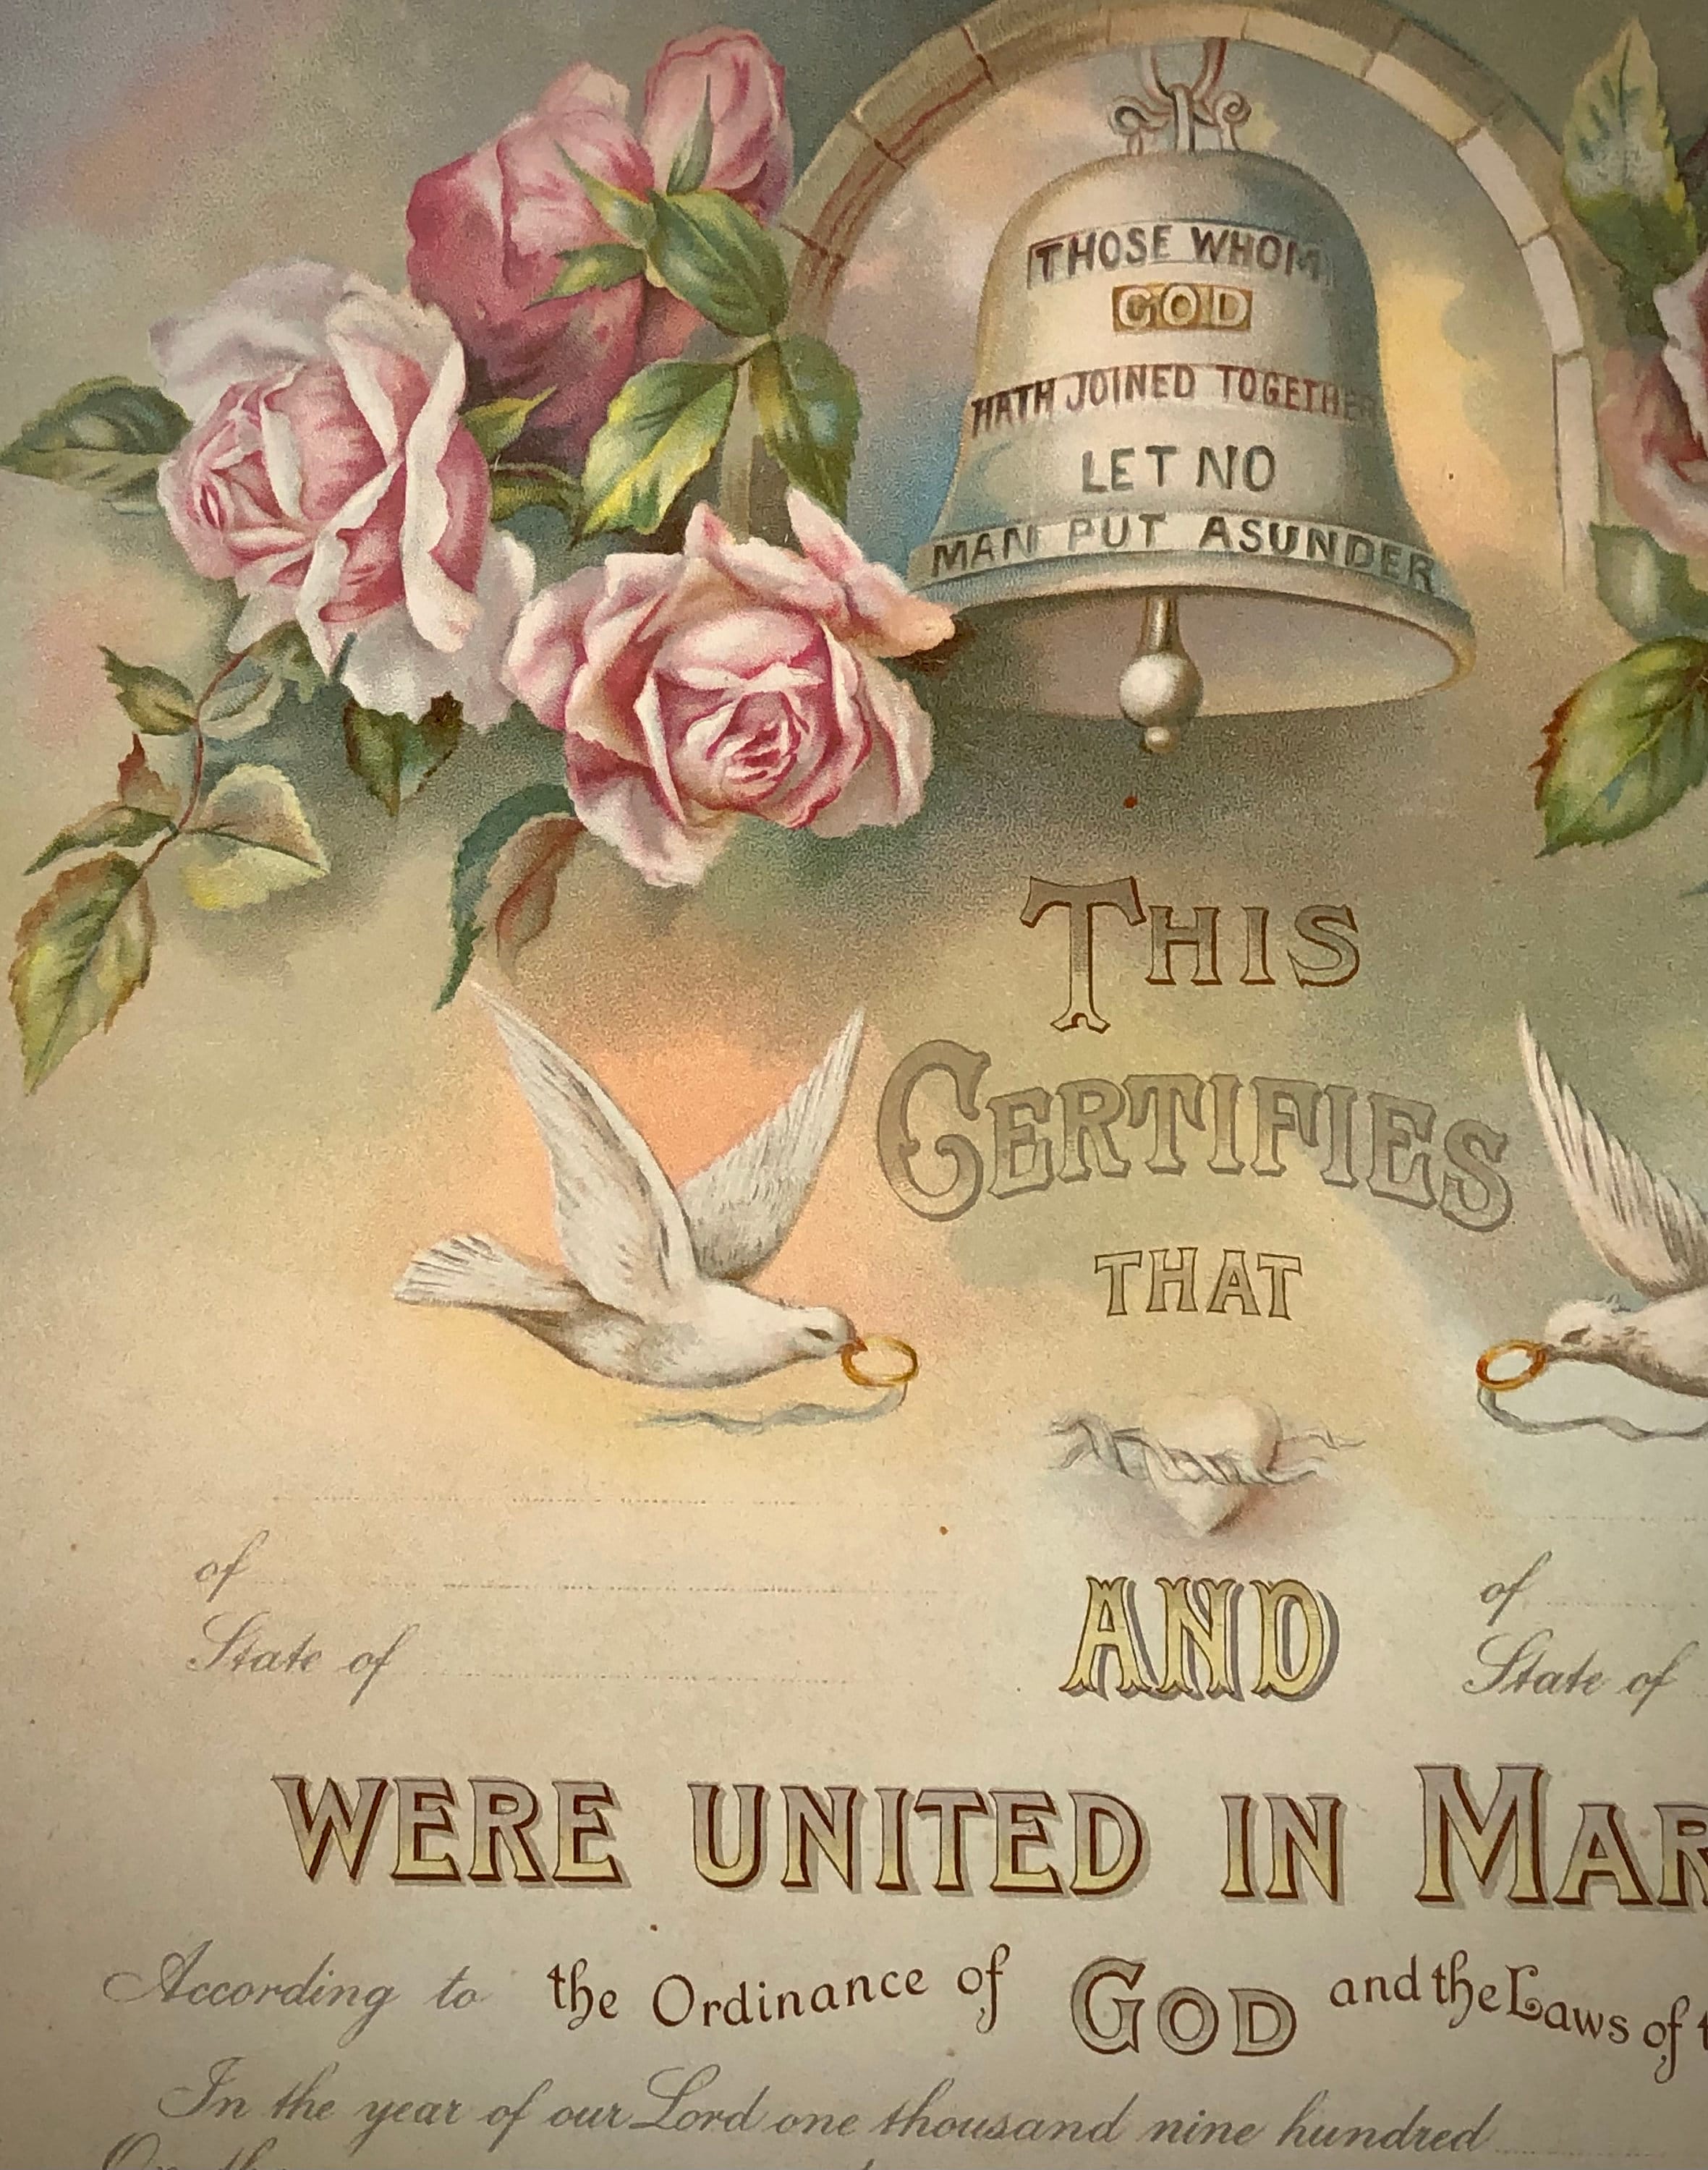 THOSE WHOM
GOD
HATH JOINED TOGETHER
LET NO
MAN PUT ASUNDER
THIS
CERTIFIES
THAT
of
of
AND
State of
State of
WERE UNITED IN MAR
According to the Ordinance of GOD and the Laws of t
In the year of our Lord one thousand nine hundred
On the